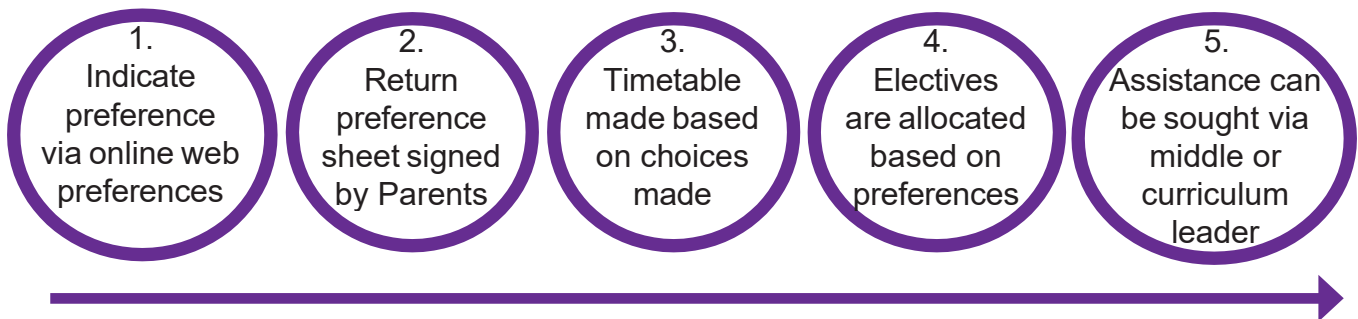 1.
Indicate
preference
via online web
preferences
2.
Return
preference
sheet signed
by Parents
3.
Timetable
made based
on choices
made
4.
Electives
are allocated
based on
preferences
5.
Assistance can
be sought via
middle or
curriculum
leader